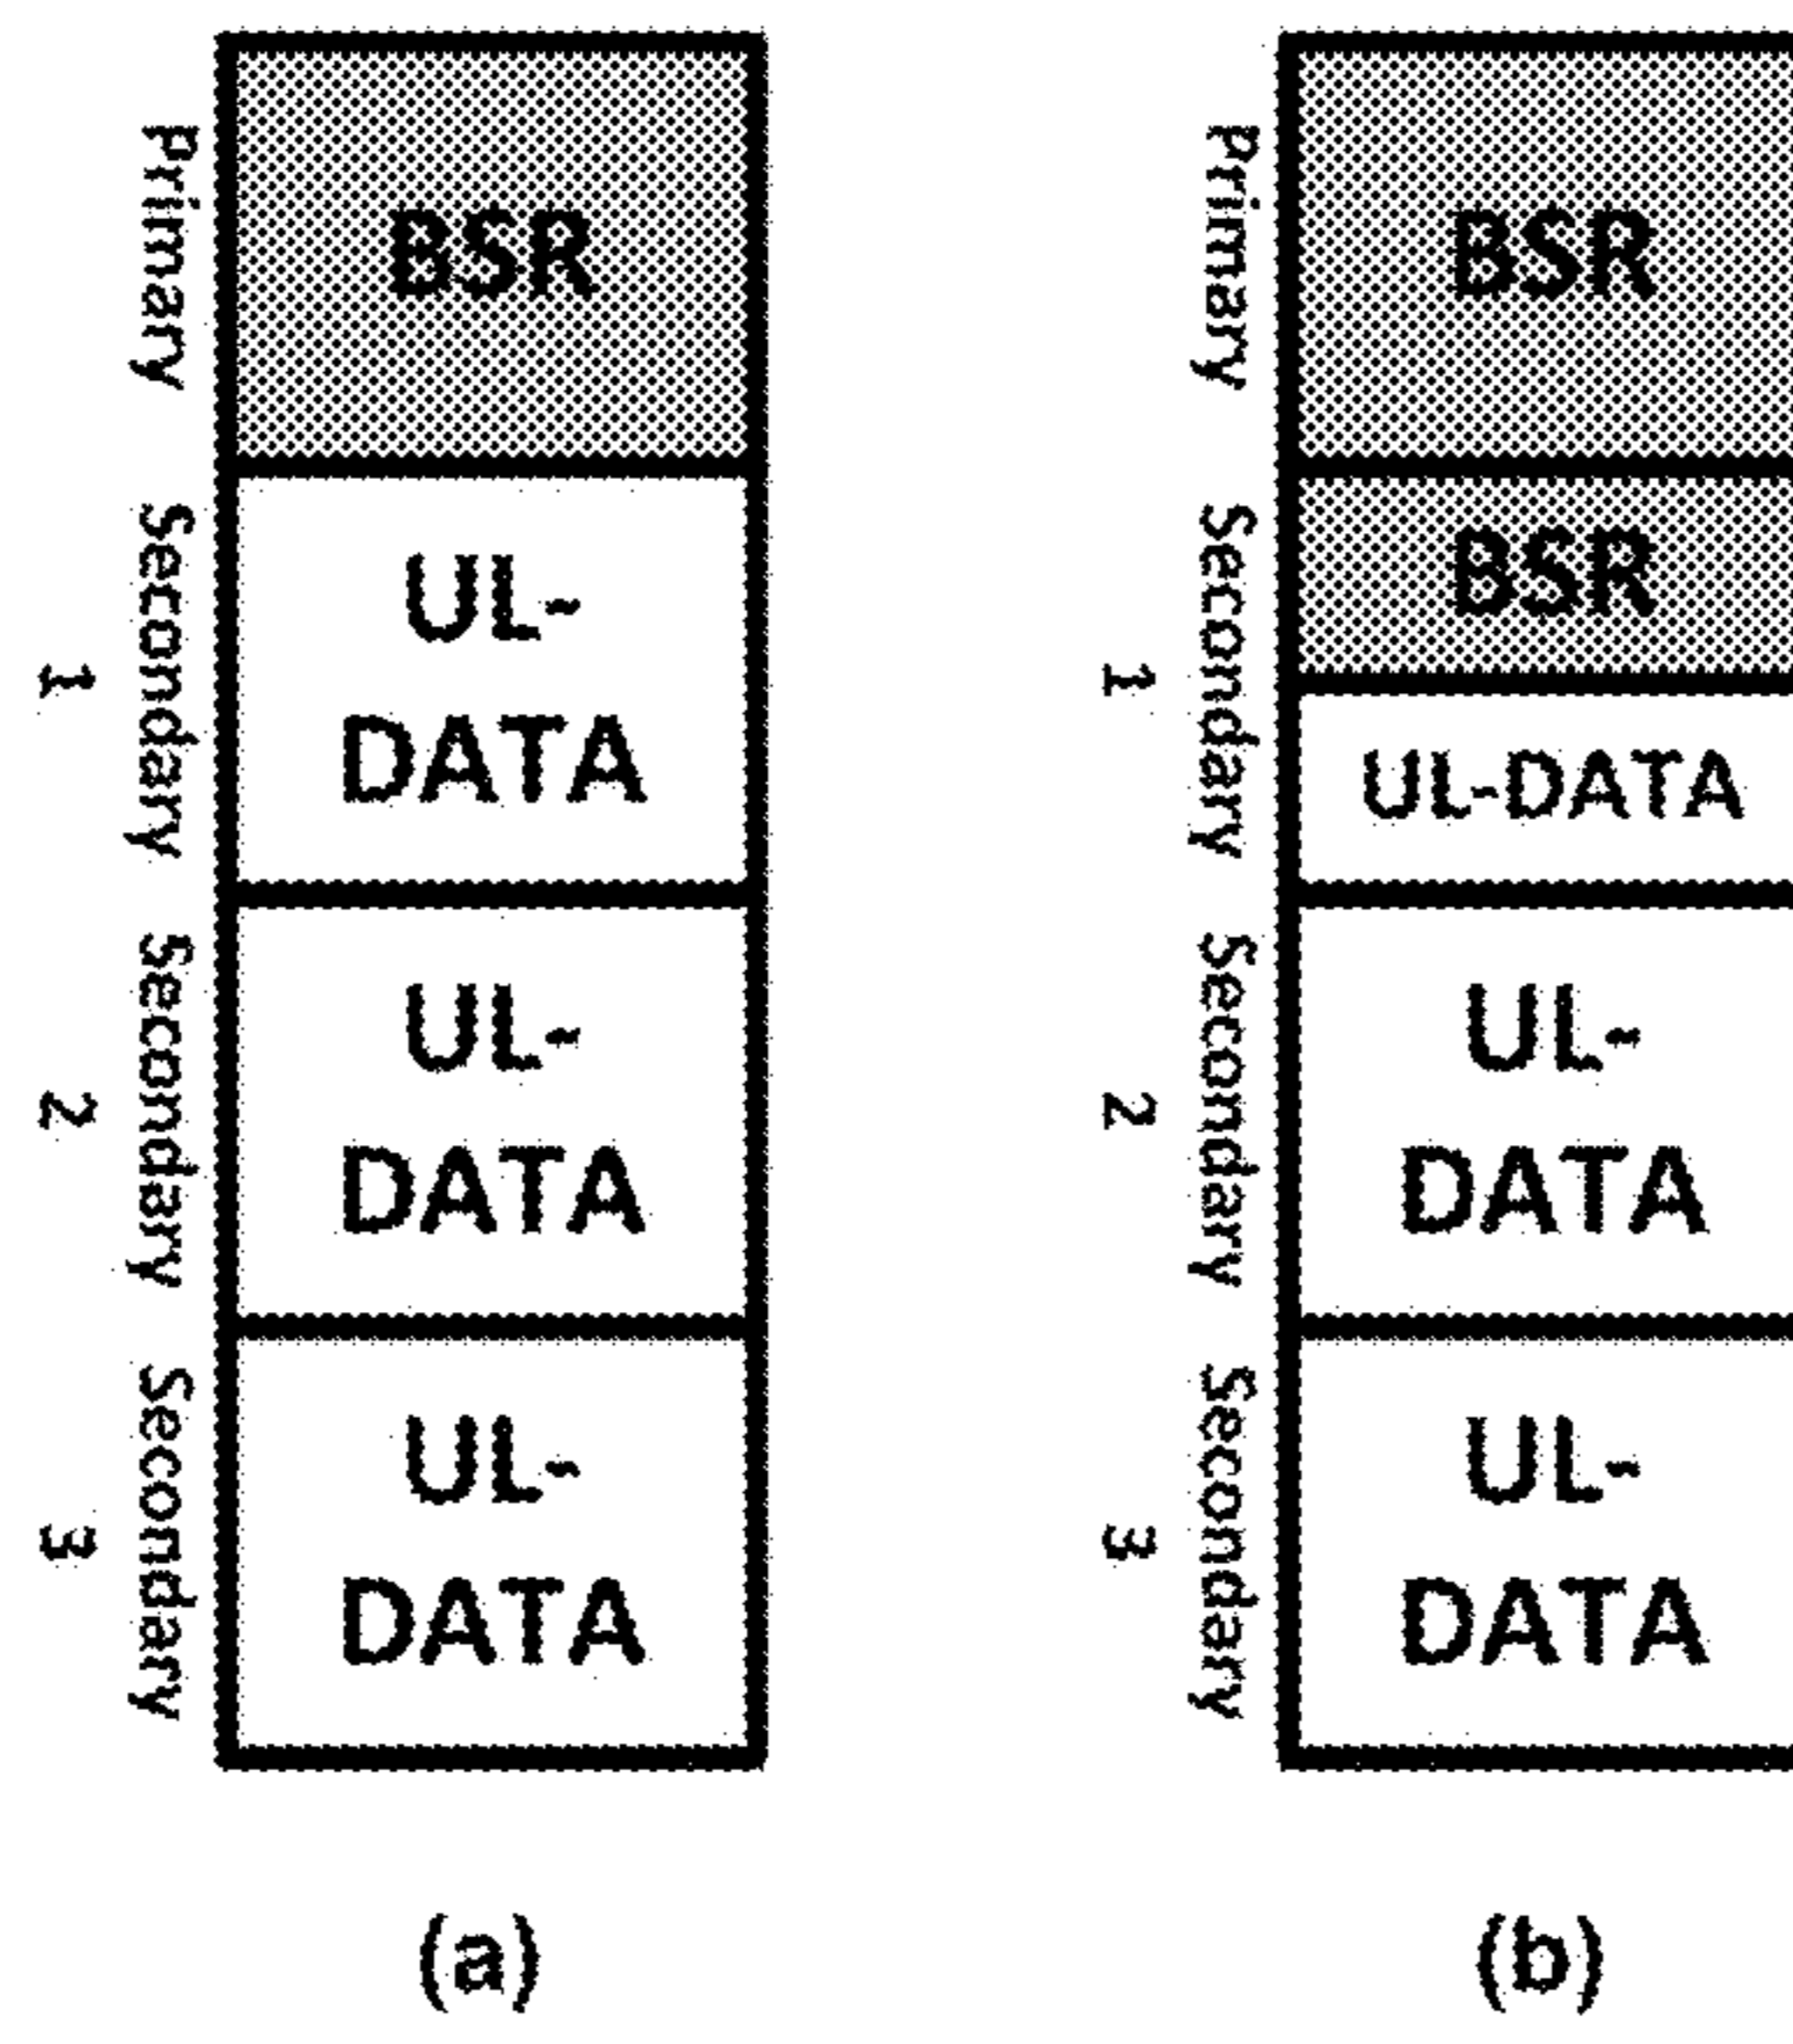 Primary
BSR
Secondary
1
UL-
DATA
Secondary
2
UL-
DATA
Secondary
3
UL-
DATA
(a)
Primary
BSR
Secondary
1
BSR
UL-DATA
Secondary
2
UL-
DATA
Secondary
3
UL-
DATA
(b)